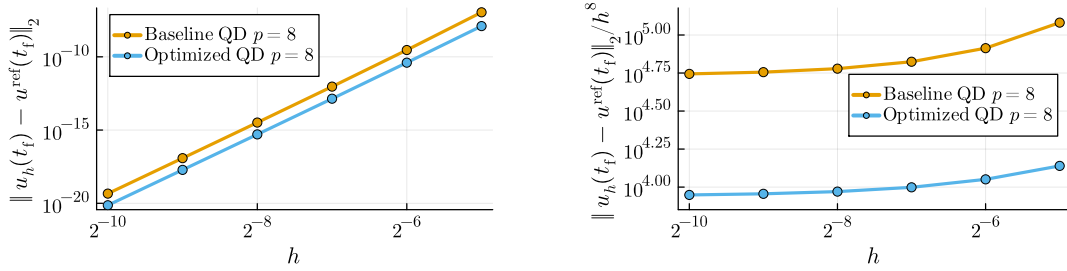 ‖ u_h(t_f) − u^ref(t_f)‖_2
10^−10
10^−15
10^−20
Baseline QD p = 8
Optimized QD p = 8
2^−10
2^−8
2^−6
h
‖ u_h(t_f) − u^ref(t_f)‖_2/h^8
10^5.00
10^4.75
10^4.50
10^4.25
10^4.00
Baseline QD p = 8
Optimized QD p = 8
2^−10
2^−8
2^−6
h